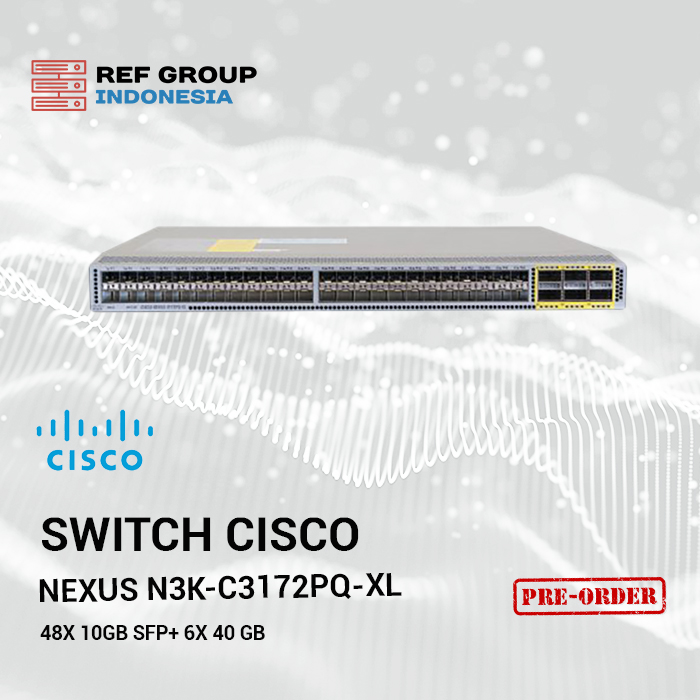 REF GROUP
INDONESIA
CISCO
SWITCH CISCO
NEXUS N3K-C3172PQ-XL
48X 10GB SFP+ 6X 40 GB
PRE-ORDER